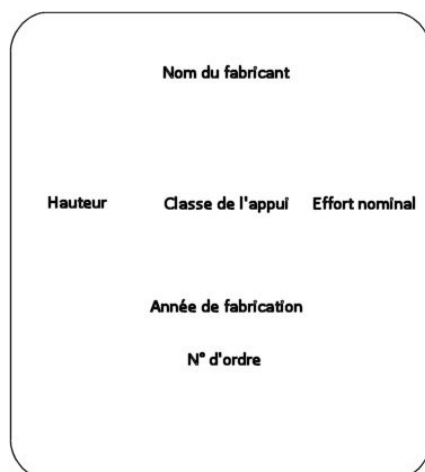 Nom du fabricant
Hauteur Classe de l'appui Effort nominal
Année de fabrication
N° d'ordre